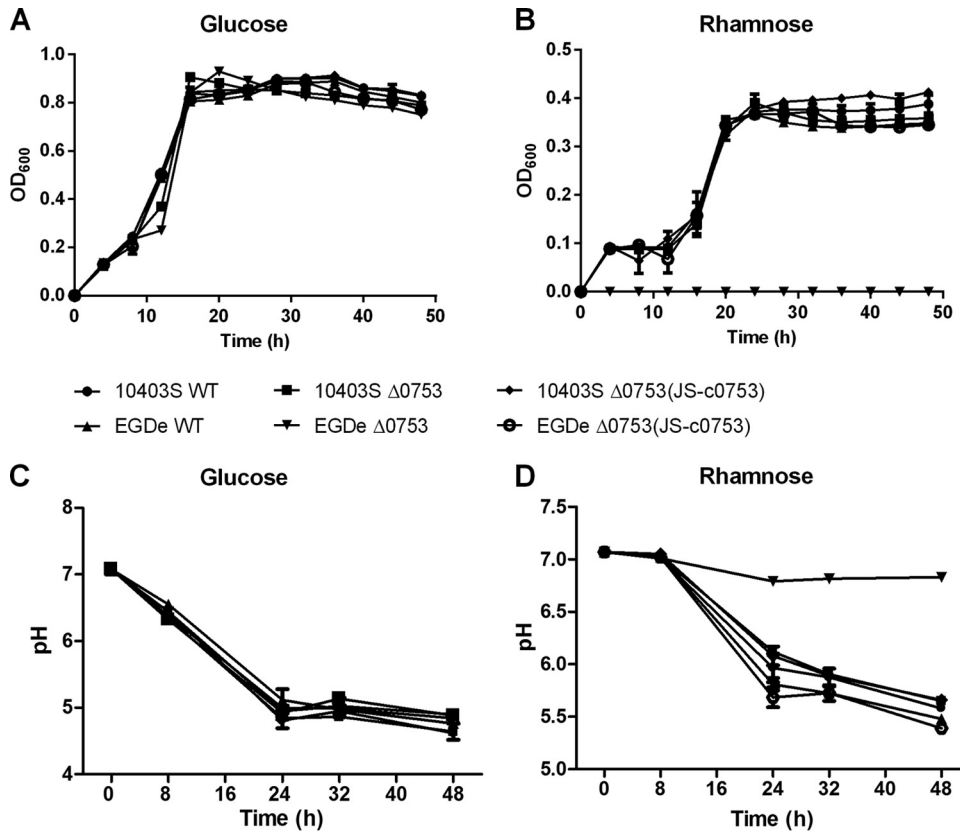 A
Glucose
OD600
1.0
0.8
0.6
0.4
0.2
0.0
0 10 20 30 40 50
Time (h)
B
Rhamnose
OD600
0.5
0.4
0.3
0.2
0.1
0.0
0 10 20 30 40 50
Time (h)
10403S WT 10403S Δ0753 10403S Δ0753(JS-c0753)
EGDe WT EGDe Δ0753 EGDe Δ0753(JS-c0753)
C
Glucose
pH
8
7
6
5
4
0 8 24 32 48
Time (h)
D
Rhamnose
pH
7.5
7.0
6.5
6.0
5.5
5.0
0 8 24 32 48
Time (h)